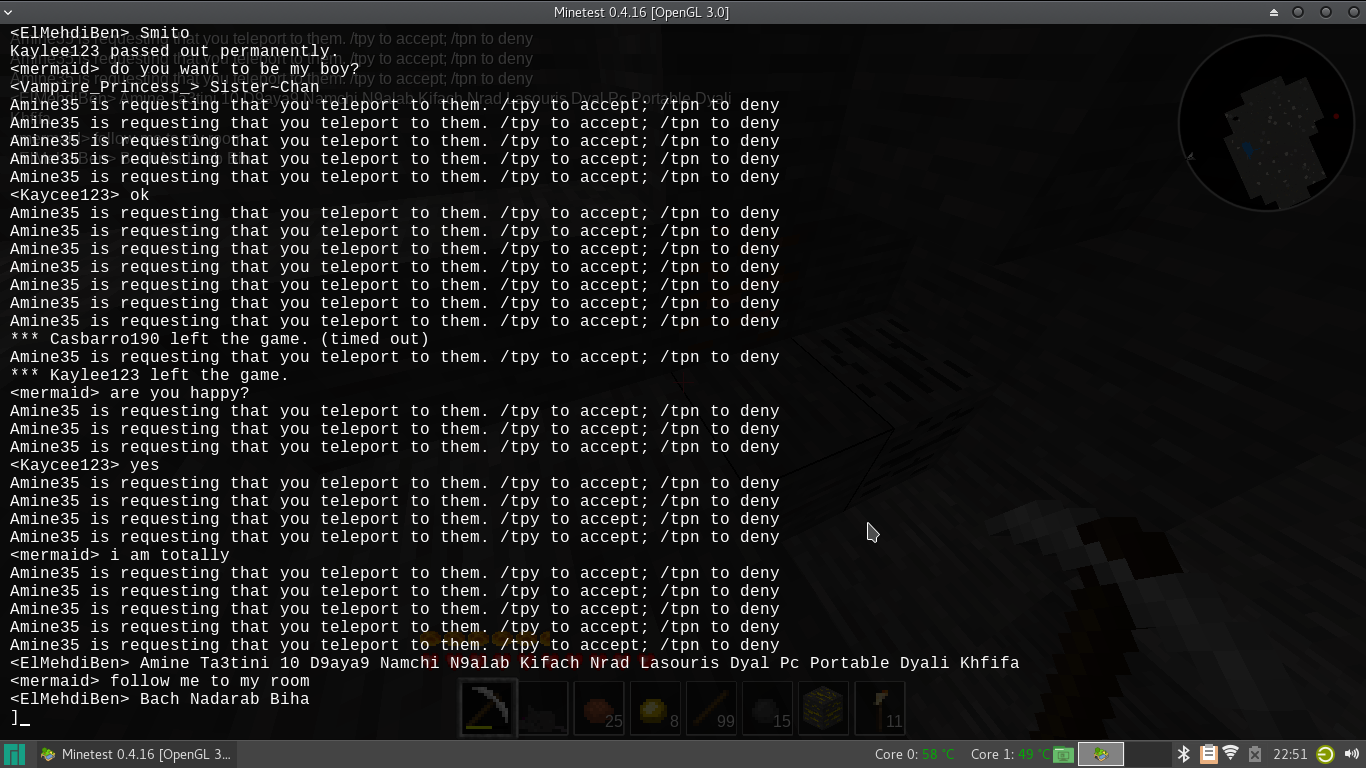 Minetest 0.4.16 [OpenGL 3.0]
<ElMehdiBen> Smito
Kaylee123 passed out permanently.
<mermaid> do you want to be my boy?
<Vampire_Princess_> Sister~Chan
Amine35 is requesting that you teleport to them. /tpy to accept; /tpn to deny
Amine35 is requesting that you teleport to them. /tpy to accept; /tpn to deny
Amine35 is requesting that you teleport to them. /tpy to accept; /tpn to deny
Amine35 is requesting that you teleport to them. /tpy to accept; /tpn to deny
Amine35 is requesting that you teleport to them. /tpy to accept; /tpn to deny
<Kaycee123> ok
Amine35 is requesting that you teleport to them. /tpy to accept; /tpn to deny
Amine35 is requesting that you teleport to them. /tpy to accept; /tpn to deny
Amine35 is requesting that you teleport to them. /tpy to accept; /tpn to deny
Amine35 is requesting that you teleport to them. /tpy to accept; /tpn to deny
Amine35 is requesting that you teleport to them. /tpy to accept; /tpn to deny
Amine35 is requesting that you teleport to them. /tpy to accept; /tpn to deny
Amine35 is requesting that you teleport to them. /tpy to accept; /tpn to deny
*** Casbarro190 left the game. (timed out)
Amine35 is requesting that you teleport to them. /tpy to accept; /tpn to deny
*** Kaylee123 left the game.
<mermaid> are you happy?
Amine35 is requesting that you teleport to them. /tpy to accept; /tpn to deny
Amine35 is requesting that you teleport to them. /tpy to accept; /tpn to deny
Amine35 is requesting that you teleport to them. /tpy to accept; /tpn to deny
<Kaycee123> yes
Amine35 is requesting that you teleport to them. /tpy to accept; /tpn to deny
Amine35 is requesting that you teleport to them. /tpy to accept; /tpn to deny
Amine35 is requesting that you teleport to them. /tpy to accept; /tpn to deny
Amine35 is requesting that you teleport to them. /tpy to accept; /tpn to deny
<mermaid> i am totally
Amine35 is requesting that you teleport to them. /tpy to accept; /tpn to deny
Amine35 is requesting that you teleport to them. /tpy to accept; /tpn to deny
Amine35 is requesting that you teleport to them. /tpy to accept; /tpn to deny
Amine35 is requesting that you teleport to them. /tpy to accept; /tpn to deny
Amine35 is requesting that you teleport to them. /tpy to accept; /tpn to deny
<ElMehdiBen> Amine Ta3tini 10 D9aya9 Namchi N9alab Kifach Nrad Lasouris Dyal Pc Portable Dyali Khfifa
<mermaid> follow me to my room
<ElMehdiBen> Bach Nadarab Biha
]_
25 8 99 15 11
Minetest 0.4.16 [OpenGL 3... Core 0: 58 °C Core 1: 49 °C 22:51